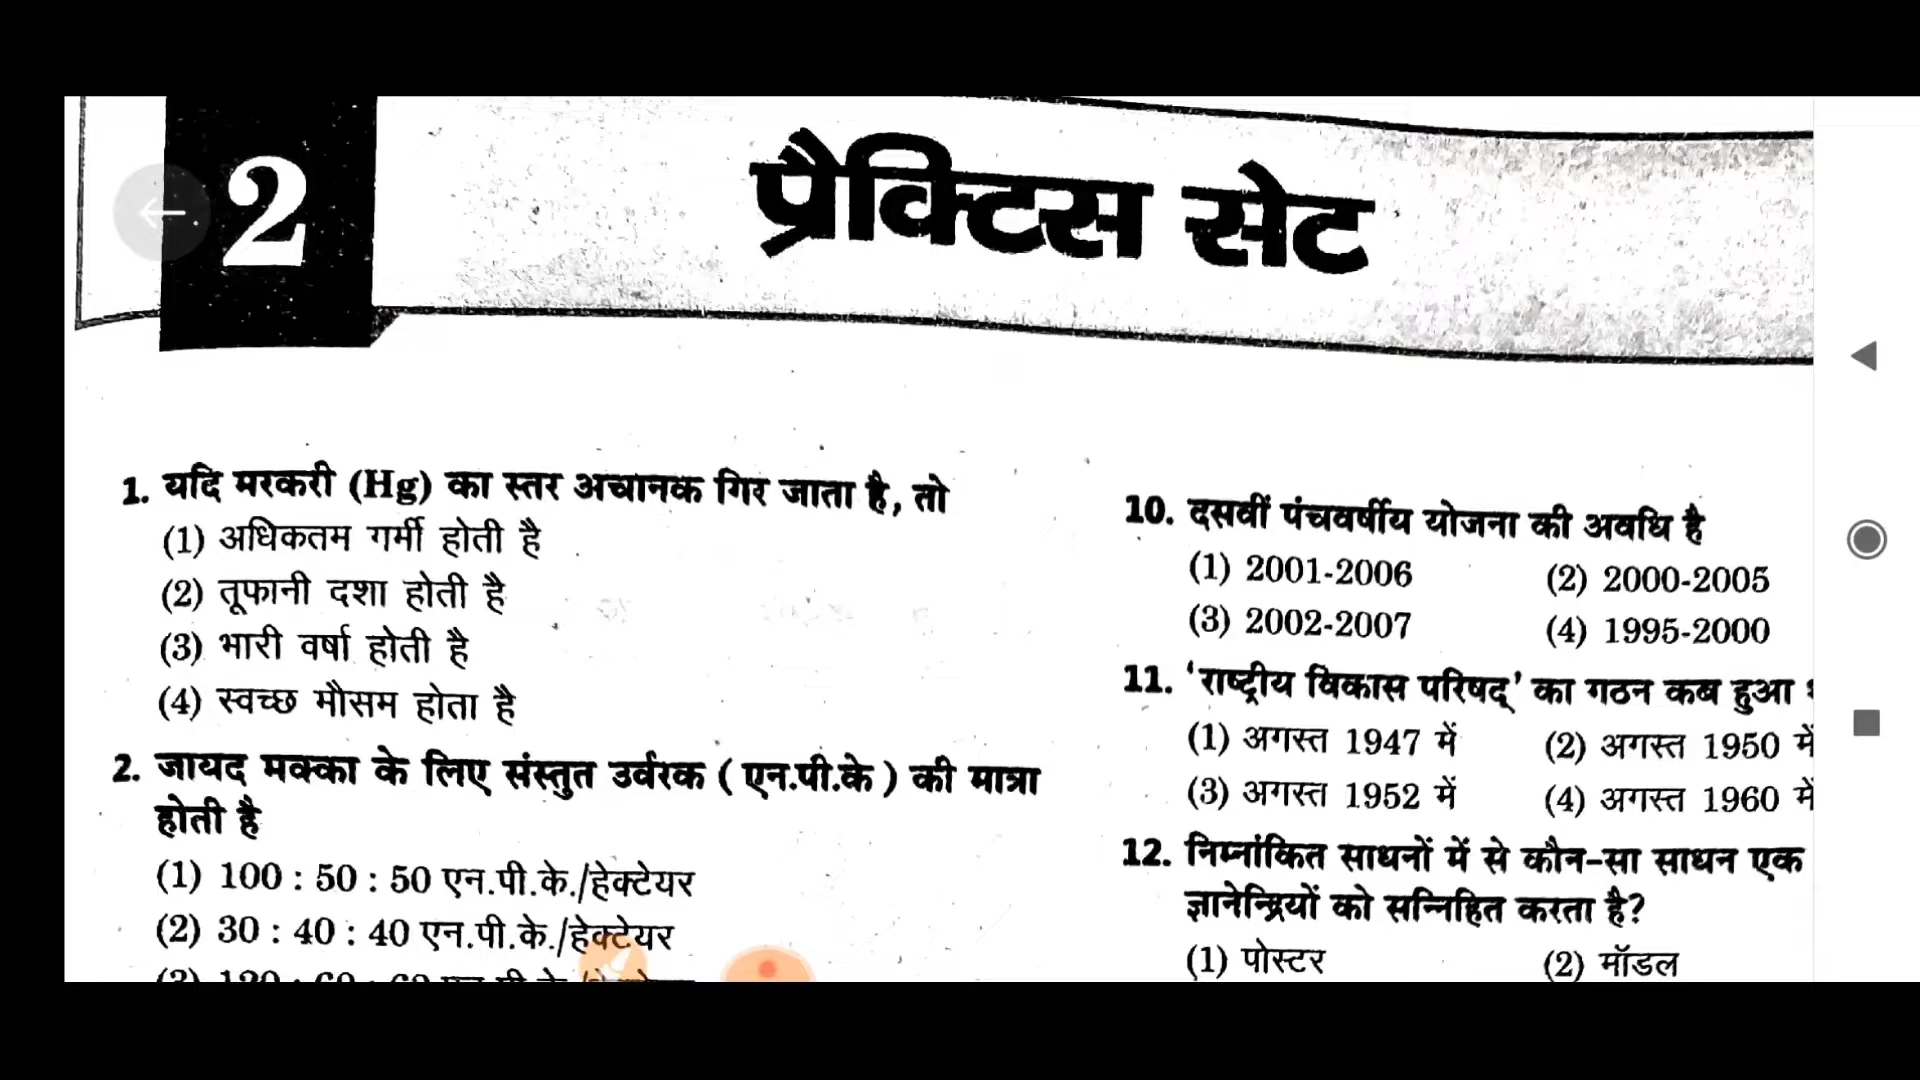 2
प्रैक्टिस सेट
1. यदि मरकरी (Hg) का स्तर अचानक गिर जाता है, तो
(1) अधिकतम गर्मी होती है
(2) तूफानी दशा होती है
(3) भारी वर्षा होती है
(4) स्वच्छ मौसम होता है
2. जायद मक्का के लिए संस्तुत उर्वरक ( एन.पी.के ) की मात्रा
होती है
(1) 100 : 50 : 50 एन.पी.के./हेक्टेयर
(2) 30 : 40 : 40 एन.पी.के./हेक्टेयर
10. दसवीं पंचवर्षीय योजना की अवधि है
(1) 2001-2006 (2) 2000-2005
(3) 2002-2007 (4) 1995-2000
11. 'राष्ट्रीय विकास परिषद्' का गठन कब हुआ
(1) अगस्त 1947 में (2) अगस्त 1950 में
(3) अगस्त 1952 में (4) अगस्त 1960 में
12. निम्नांकित साधनों में से कौन-सा साधन एक
ज्ञानेन्द्रियों को सन्निहित करता है?
(1) पोस्टर (2) मॉडल